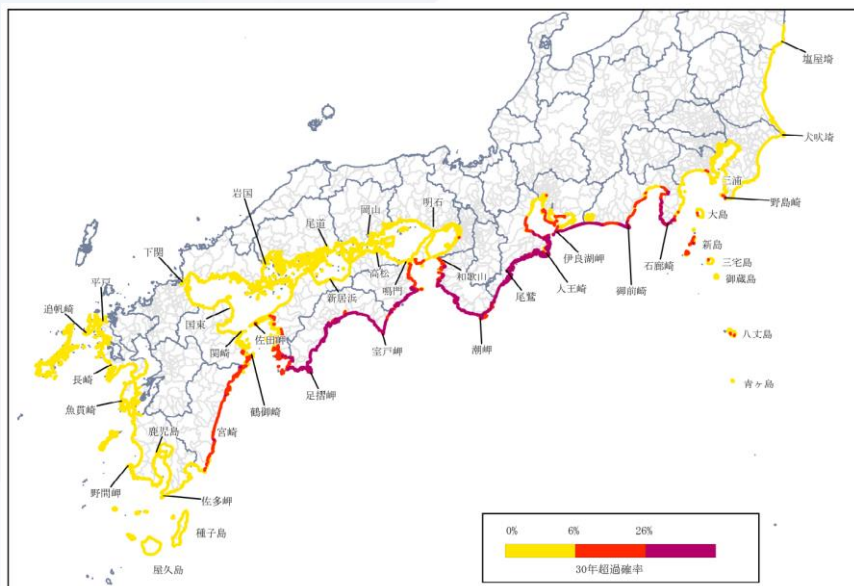 塩屋埼
犬吠埼
三浦
野島崎
大島
新島
三宅島
御蔵島
八丈島
青ヶ島
石廊崎
御前崎
伊良湖岬
大王崎
尾鷲
潮岬
和歌山
明石
岡山
尾道
岩国
下関
高松
鳴門
新居浜
室戸岬
足摺岬
佐田岬
国東
関崎
鶴御崎
平戸
追帆崎
長崎
魚貫崎
鹿児島
宮崎
野間岬
佐多岬
種子島
屋久島
0% 6% 26%
30年超過確率